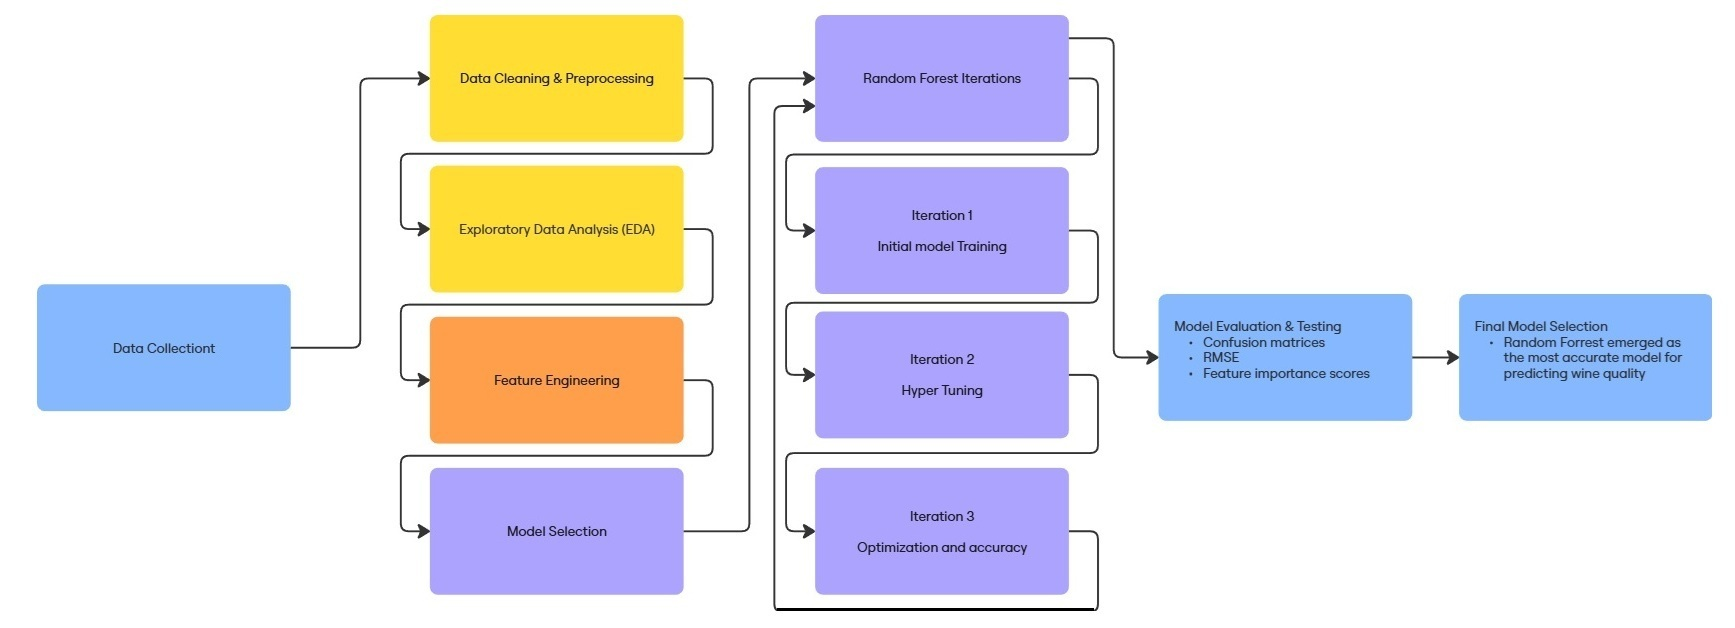 Data Collectiont
Data Cleaning & Preprocessing
Exploratory Data Analysis (EDA)
Feature Engineering
Model Selection
Random Forest Iterations
Iteration 1
Initial model Training
Iteration 2
Hyper Tuning
Iteration 3
Optimization and accuracy
Model Evaluation & Testing
• Confusion matrices
• RMSE
• Feature importance scores
Final Model Selection
• Random Forrest emerged as
the most accurate model for
predicting wine quality